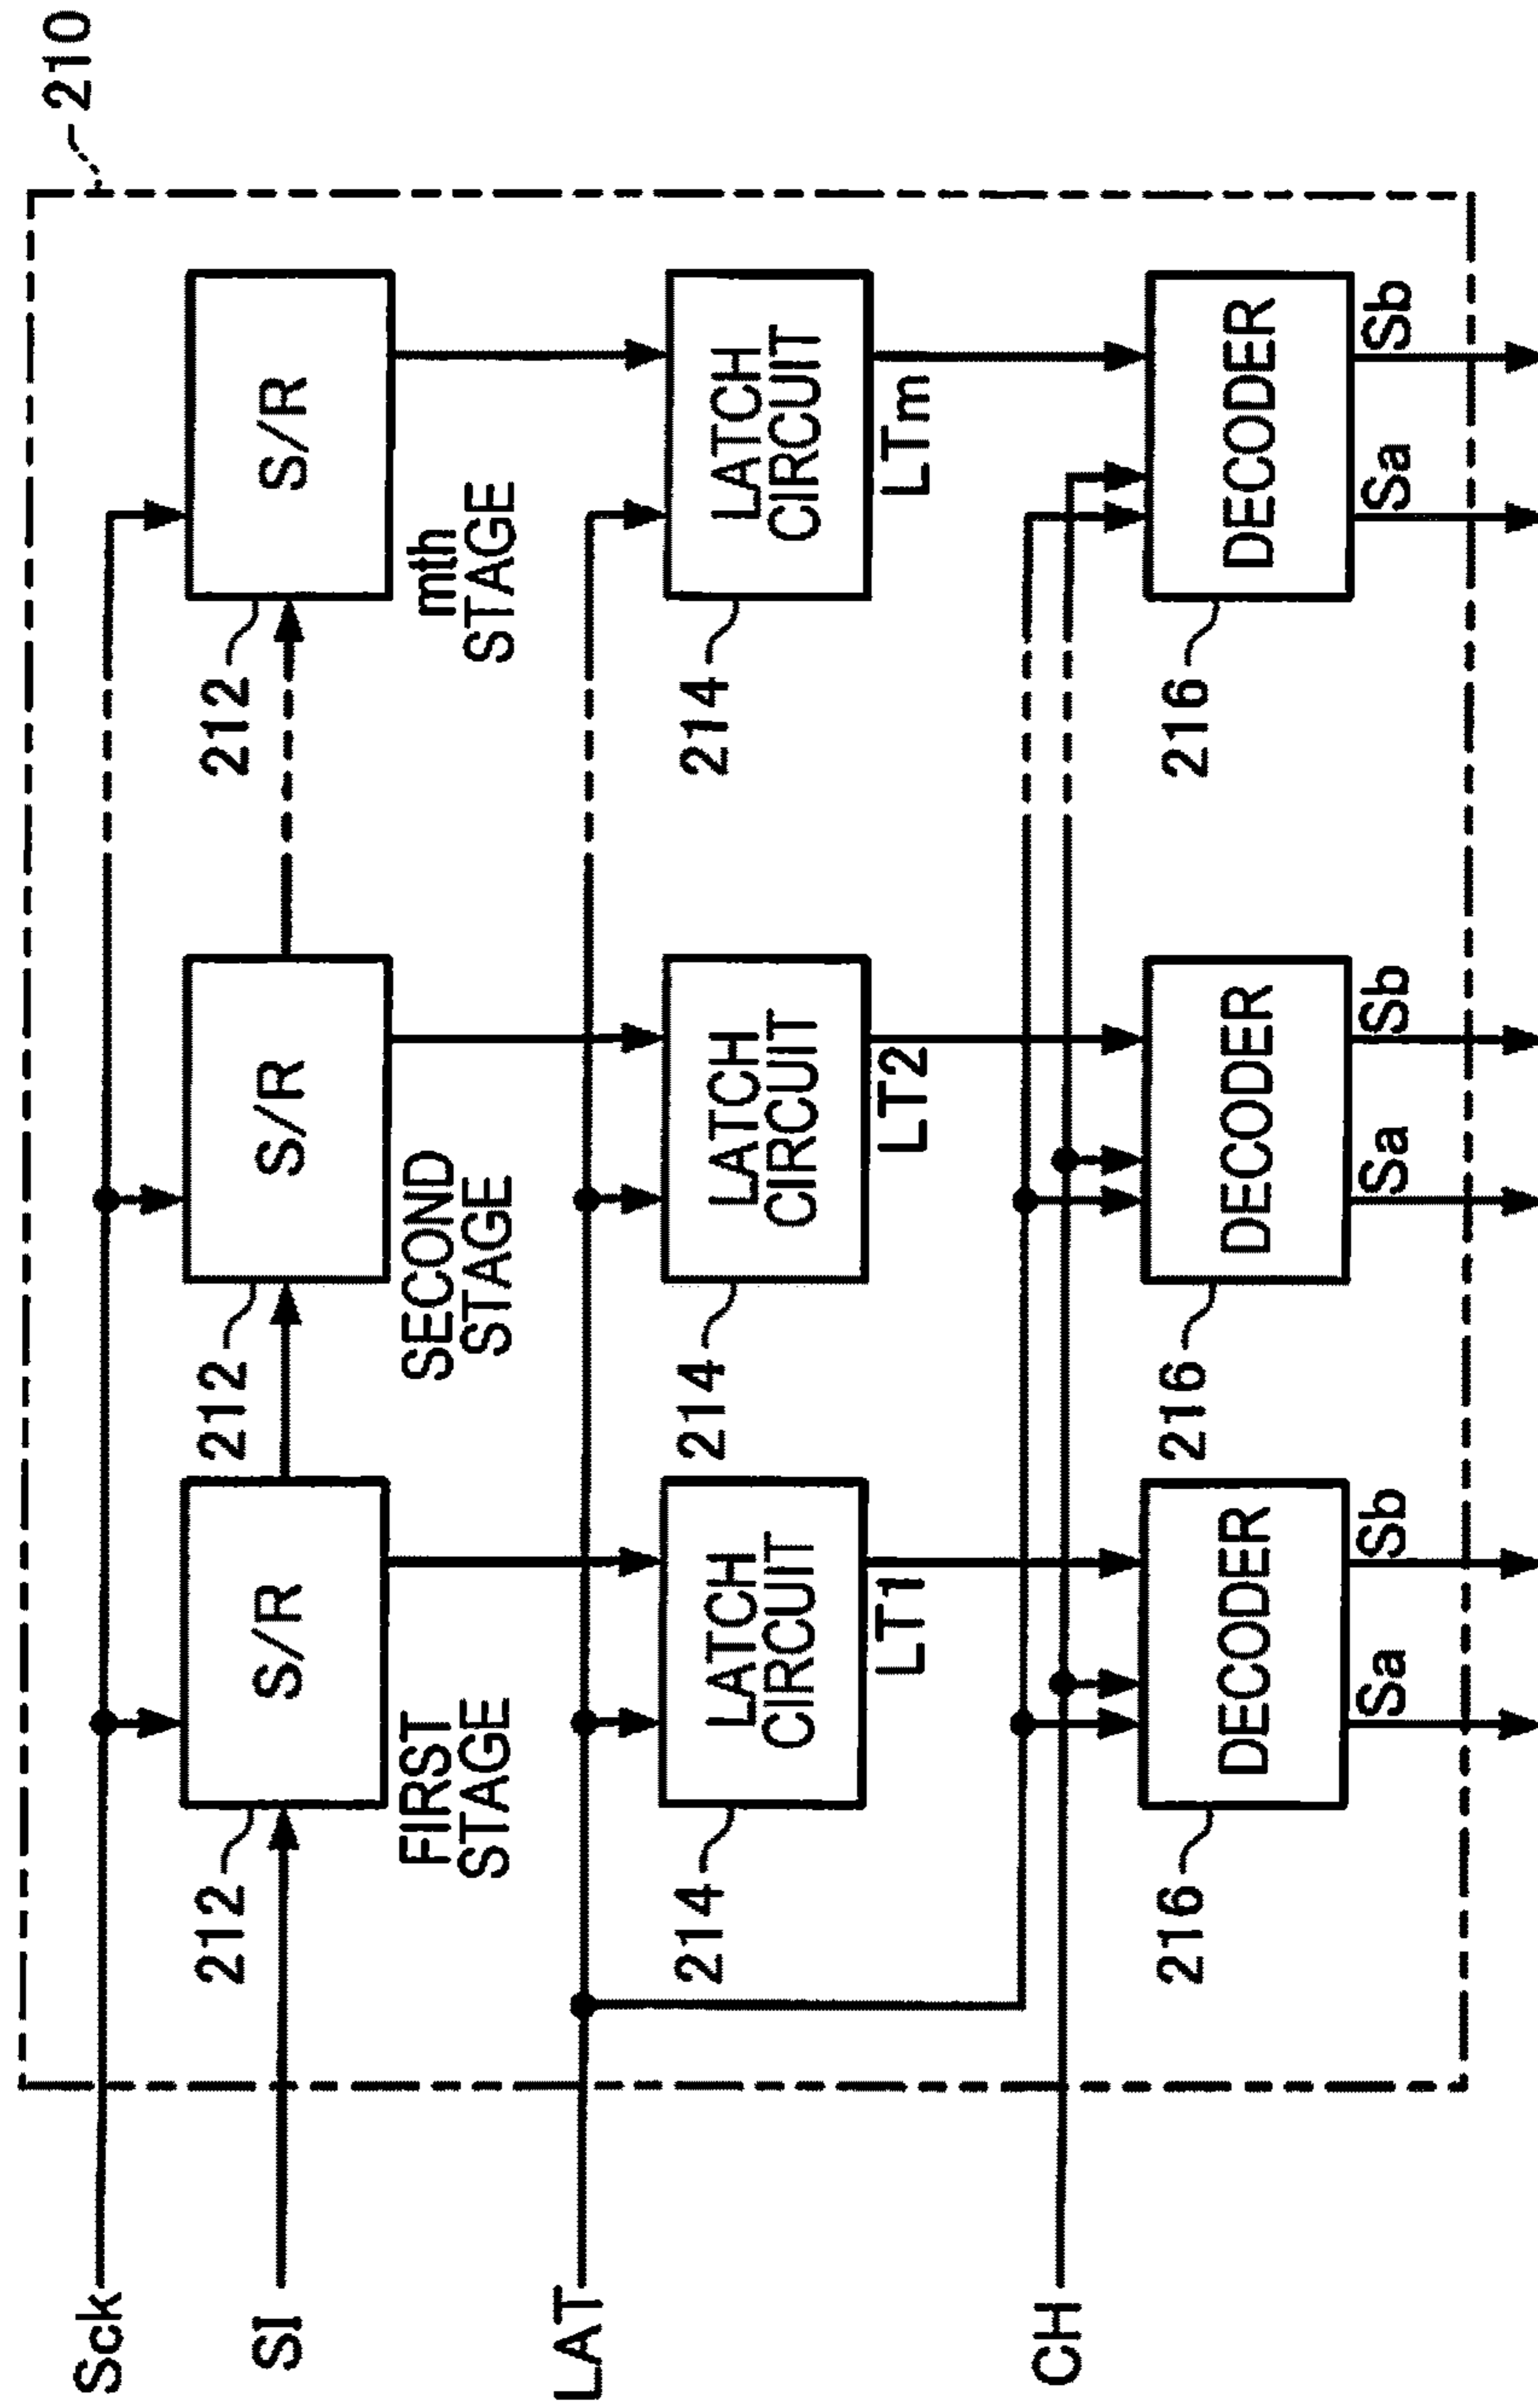 210
Sck
SI
LAT
CH
212
S/R
FIRST
STAGE
212
S/R
SECOND
STAGE
212
S/R
mth
STAGE
214
LATCH
CIRCUIT
LT1
214
LATCH
CIRCUIT
LT2
214
LATCH
CIRCUIT
LTm
216
DECODER
Sa
Sb
216
DECODER
Sa
Sb
216
DECODER
Sa
Sb